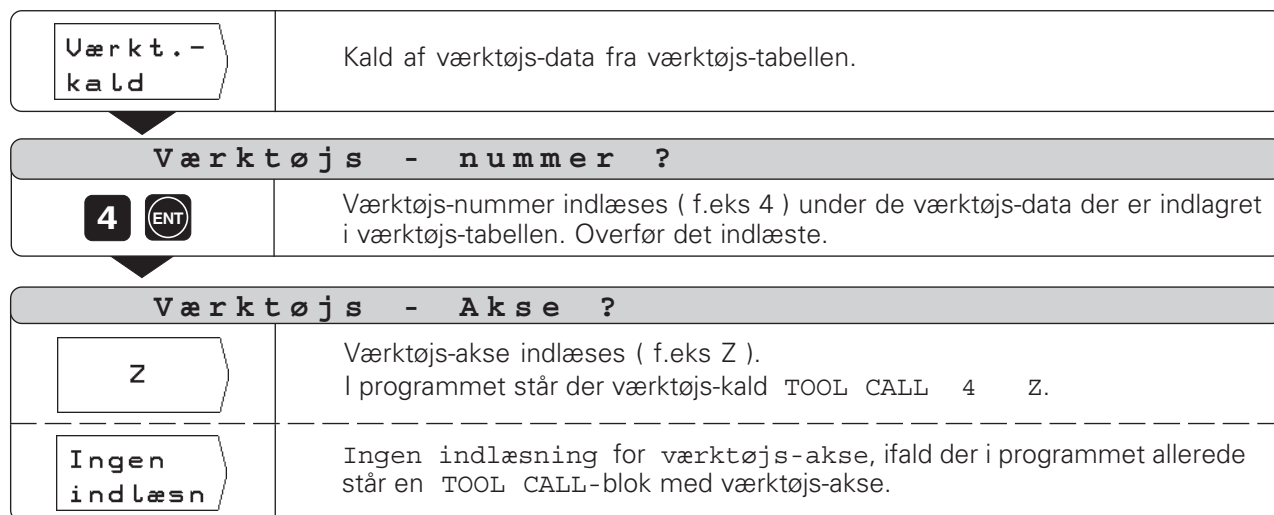 Værkt.-
kald
Kald af værktøjs-data fra værktøjs-tabellen.
Værktøjs - nummer ?
4 ENT
Værktøjs-nummer indlæses ( f.eks 4 ) under de værktøjs-data der er indlagret
i værktøjs-tabellen. Overfør det indlæste.
Værktøjs - Akse ?
Z
Værktøjs-akse indlæses ( f.eks Z ).
I programmet står der værktøjs-kald TOOL CALL 4 Z.
Ingen
indlæsn
Ingen indlæsning for værktøjs-akse, ifald der i programmet allerede
står en TOOL CALL-blok med værktøjs-akse.